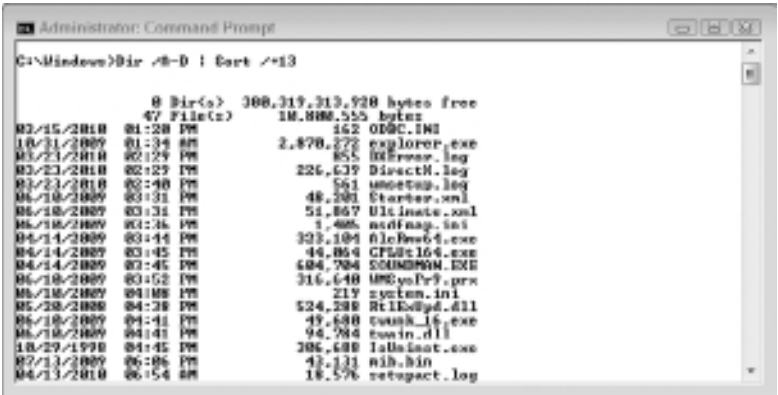 Administrator: Command Prompt
C:\Windows>Dir /A-D | Sort /+13
0 Dir(s) 380,319,313,920 bytes free
47 File(s) 10,808,555 bytes
03/15/2010 01:20 PM 162 ODBC.INI
10/31/2009 01:34 AM 2,870,272 explorer.exe
03/23/2010 02:29 PM 855 DXError.log
03/23/2010 02:29 PM 226,639 DirectX.log
03/23/2010 02:40 PM 561 wmsetup.log
06/10/2009 03:31 PM 48,201 Starter.xml
06/10/2009 03:31 PM 51,867 Ultimate.xml
06/10/2009 03:36 PM 1,405 msdfmap.ini
04/14/2009 03:44 PM 323,104 AlcRmv64.exe
04/14/2009 03:45 PM 44,064 CPLUtl64.exe
04/14/2009 03:45 PM 604,704 SOUNDMAN.EXE
06/10/2009 03:52 PM 316,640 WMSysPr9.prx
06/10/2009 04:08 PM 219 system.ini
05/20/2008 04:38 PM 524,288 RtlExUpd.dll
06/10/2009 04:41 PM 49,680 twunk_16.exe
06/10/2009 04:41 PM 94,784 twain.dll
10/29/1998 04:45 PM 306,688 IsUninst.exe
07/13/2009 06:06 PM 43,131 mib.bin
04/13/2010 06:54 AM 18,576 setupact.log